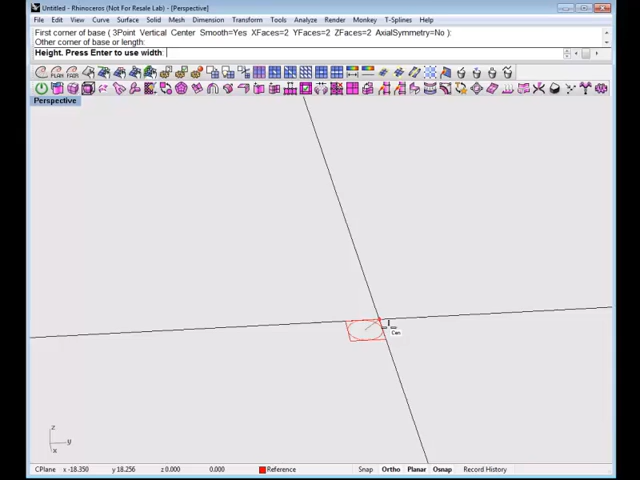 Untitled - Rhinoceros (Not For Resale Lab) - [Perspective]
File Edit View Curve Surface Solid Mesh Dimension Transform Tools Analyze Render Monkey T-Splines Help
First corner of base ( 3Point Vertical Center Smooth=Yes XFaces=2 YFaces=2 ZFaces=2 AxialSymmetry=No ):
Other corner of base or length:
Height. Press Enter to use width:
Perspective
Cen
z
y
x
CPlane x -18.350 y 18.256 z 0.000 0.000 Reference Snap Ortho Planar Osnap Record History